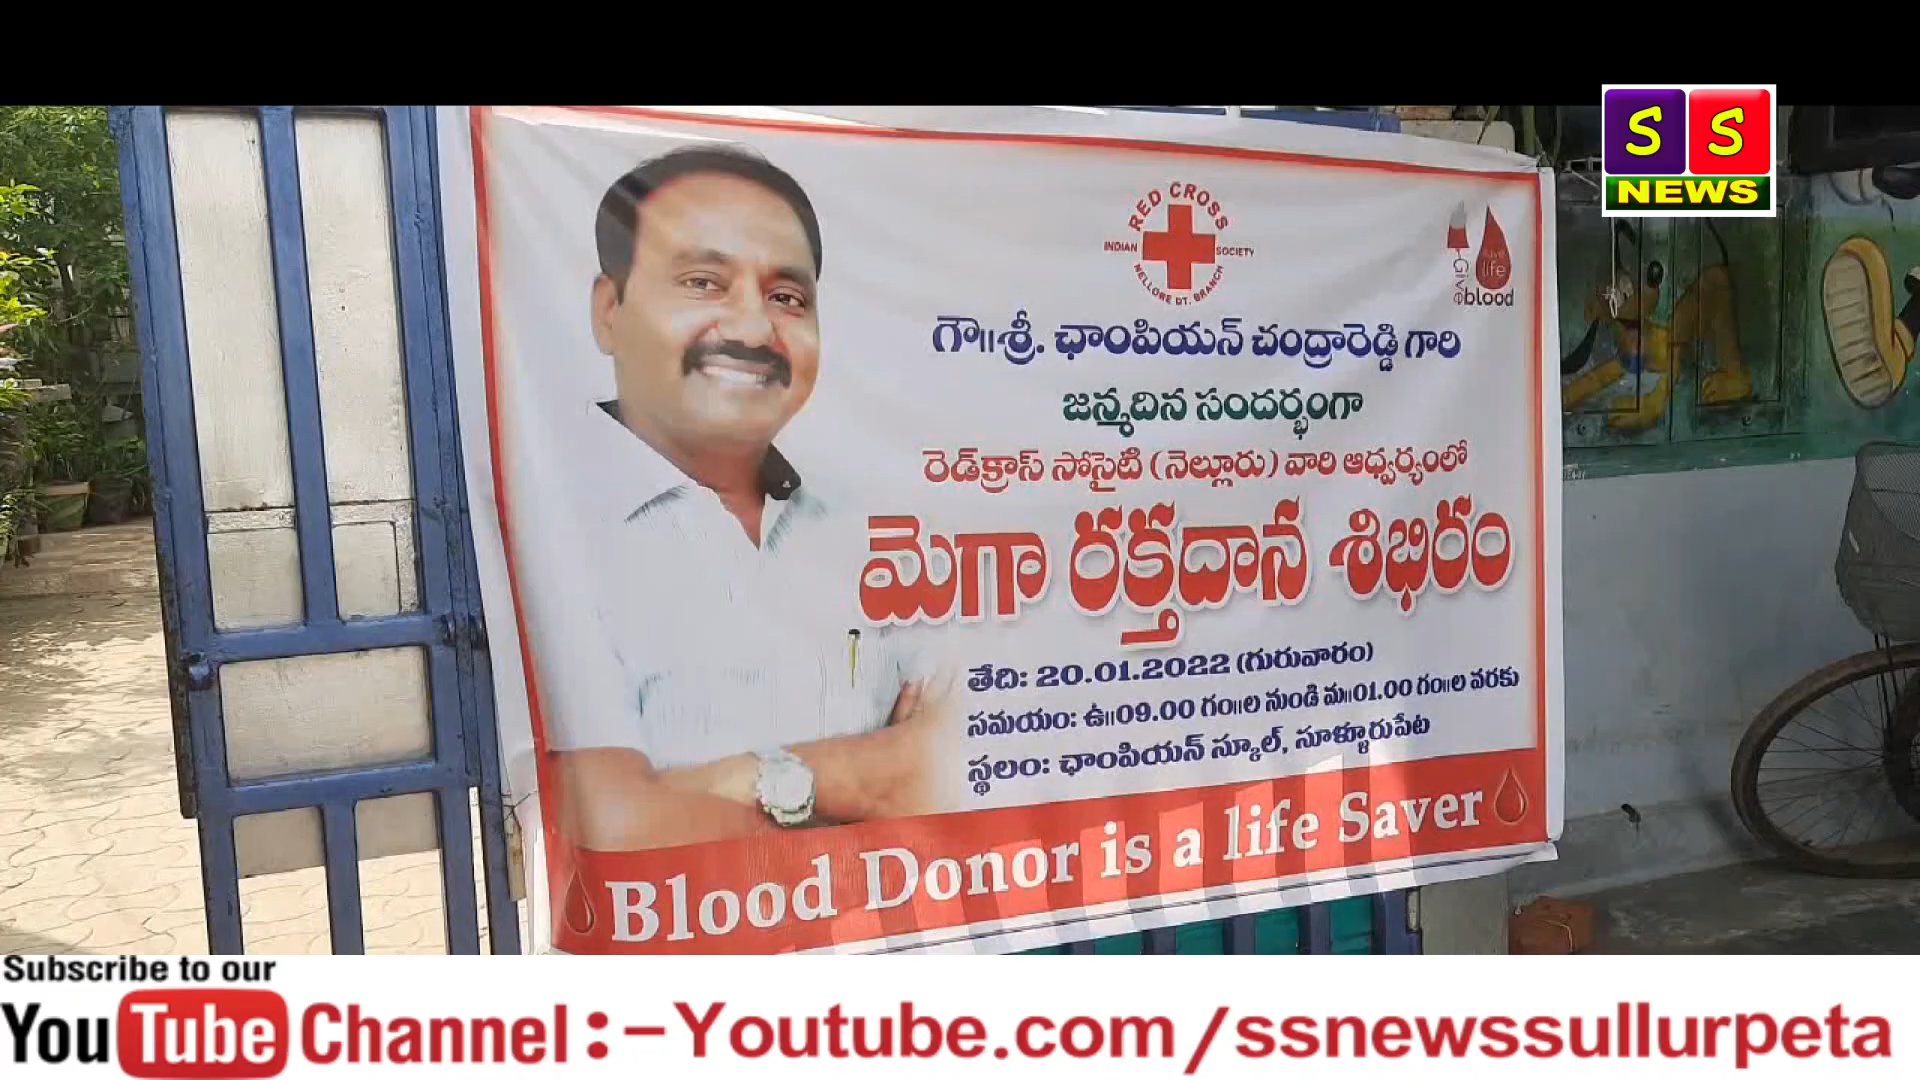 S S
NEWS
RED CROSS
INDIAN SOCIETY
NELLORE DT. BRANCH
save life
Give blood
గౌ॥శ్రీ. ఛాంపియన్ చంద్రారెడ్డి గారి
జన్మదిన సందర్భంగా
రెడ్‌క్రాస్ సోసైటి (నెల్లూరు) వారి ఆధ్వర్యంలో
మెగా రక్తదాన శిభిరం
తేది: 20.01.2022 (గురువారం)
సమయం: ఉ॥09.00 గం॥ల నుండి మ॥01.00 గం॥ల వరకు
స్థలం: ఛాంపియన్ స్కూల్, సూళ్ళూరుపేట
Blood Donor is a life Saver
Subscribe to our
YouTube Channel :-Youtube.com/ssnewssullurpeta